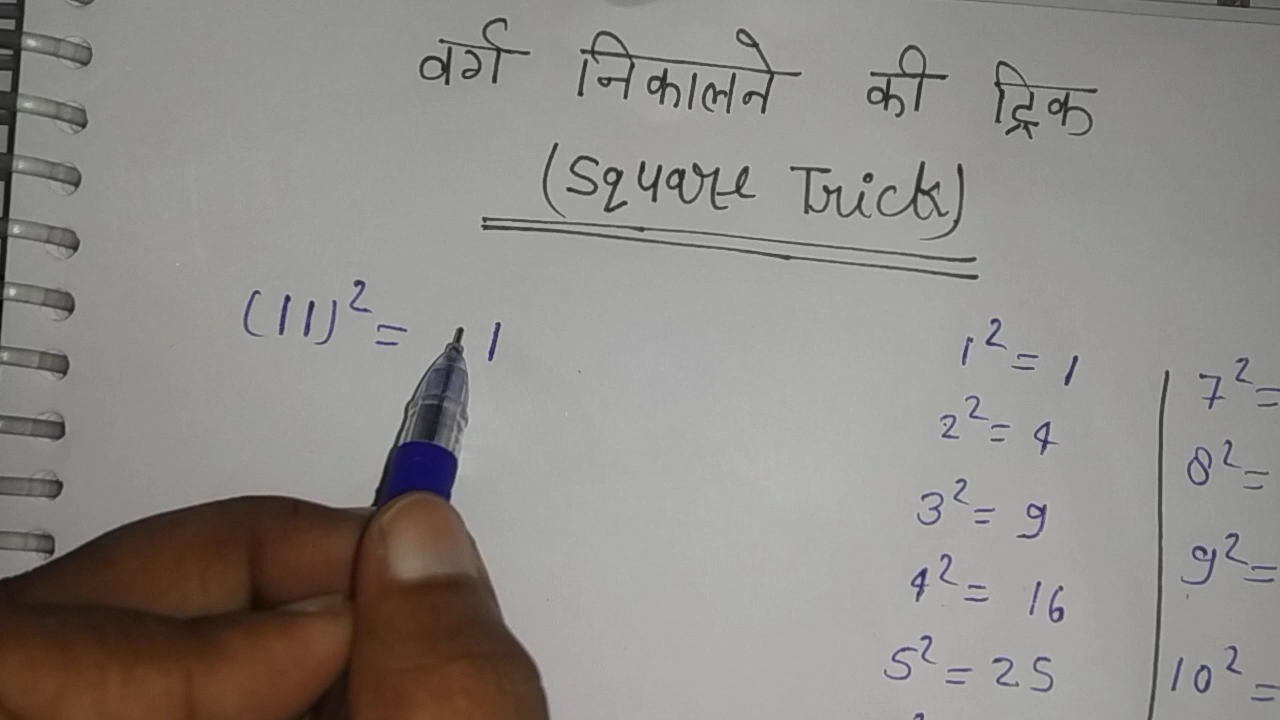 वर्ग निकालने की ट्रिक
(Square Trick)
(11)² = 1
1² = 1
2² = 4
3² = 9
4² = 16
5² = 25
7² =
8² =
9² =
10² =